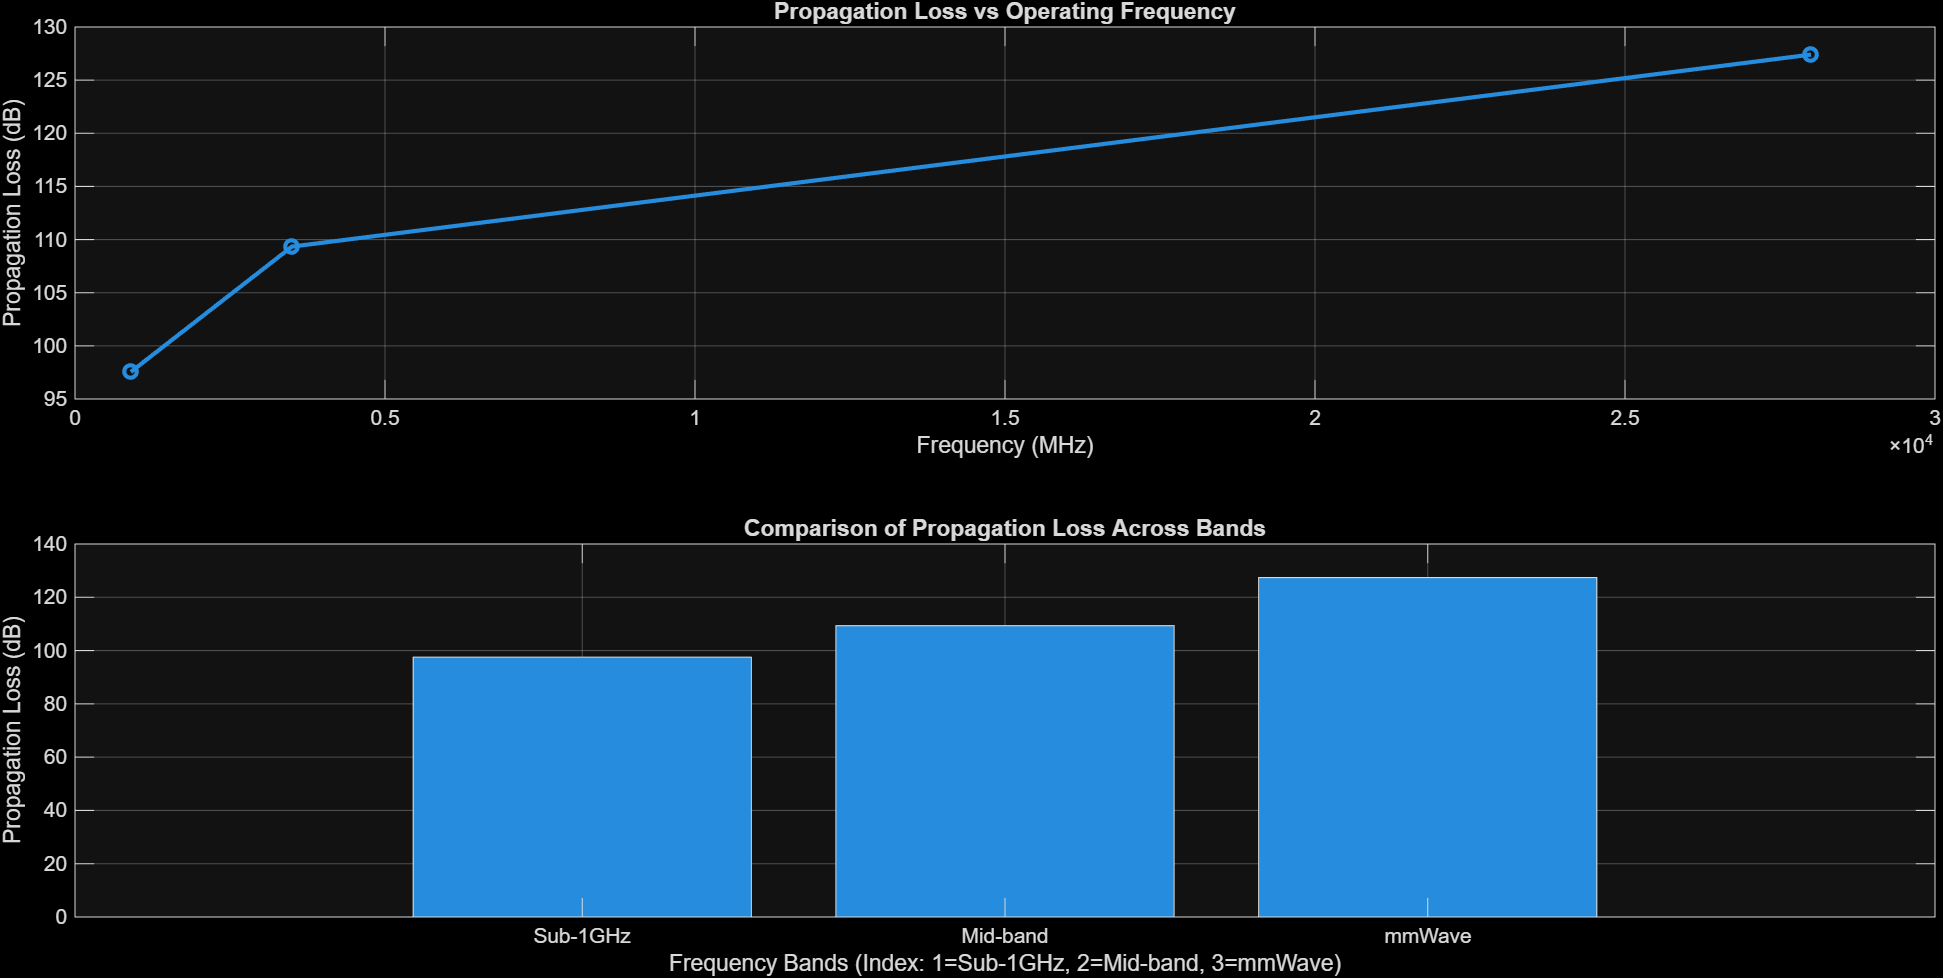 Propagation Loss vs Operating Frequency
130
125
120
115
110
105
100
95
Propagation Loss (dB)
0 0.5 1 1.5 2 2.5 3
Frequency (MHz)
×10⁴
Comparison of Propagation Loss Across Bands
140
120
100
80
60
40
20
0
Propagation Loss (dB)
Sub-1GHz Mid-band mmWave
Frequency Bands (Index: 1=Sub-1GHz, 2=Mid-band, 3=mmWave)